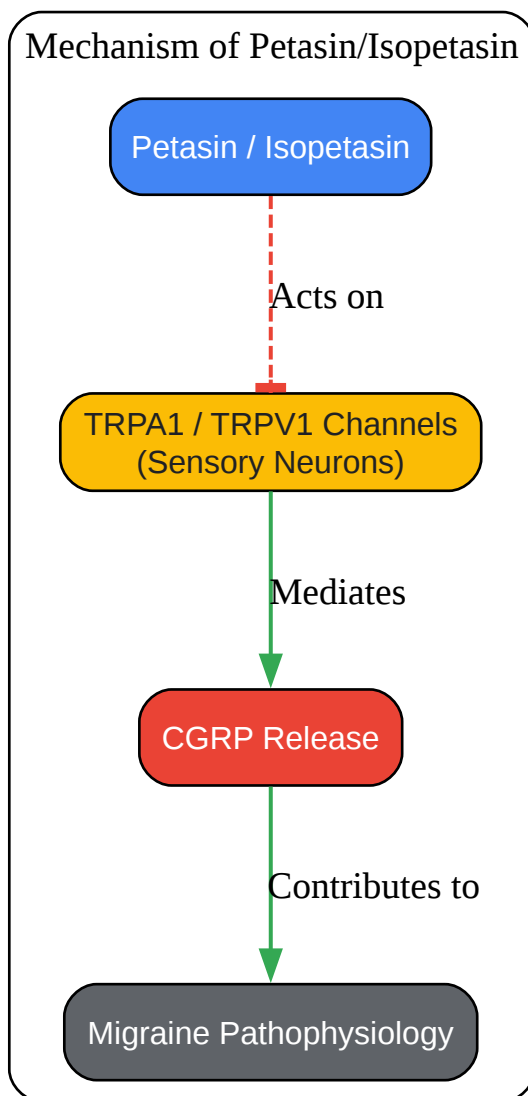 Mechanism of Petasin/Isopetasin
Petasin / Isopetasin
Acts on
TRPA1 / TRPV1 Channels
(Sensory Neurons)
Mediates
CGRP Release
Contributes to
Migraine Pathophysiology